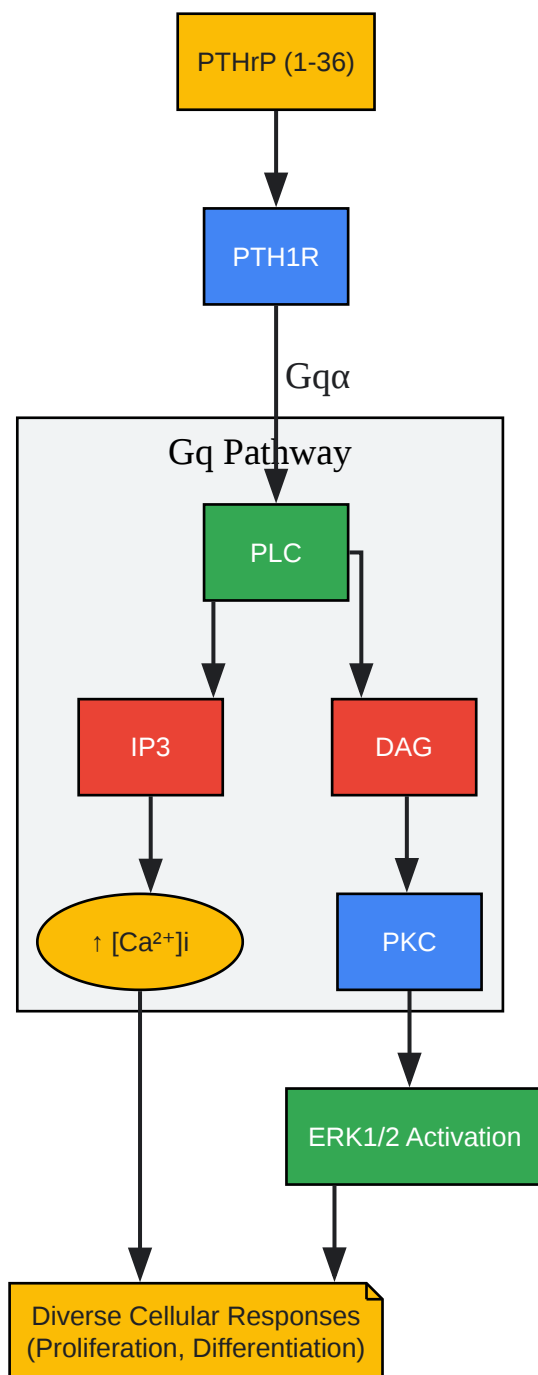 PTHrP (1-36)
PTH1R
Gqα
Gq Pathway
PLC
IP3
DAG
↑ [Ca²⁺]i
PKC
ERK1/2 Activation
Diverse Cellular Responses
(Proliferation, Differentiation)